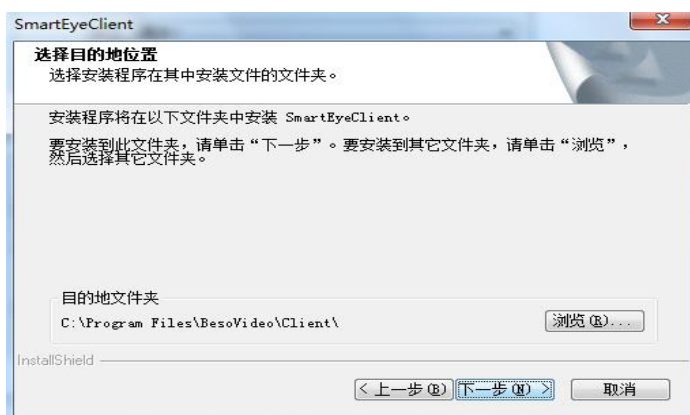 SmartEyeClient
选择目的地位置
选择安装程序在其中安装文件的文件夹。
安装程序将在以下文件夹中安装 SmartEyeClient。
要安装到此文件夹，请单击“下一步”。要安装到其它文件夹，请单击“浏览”，
然后选择其它文件夹。
目的地文件夹
C:\Program Files\BesoVideo\Client\
浏览(R)...
InstallShield
< 上一步(B) 下一步(N) > 取消